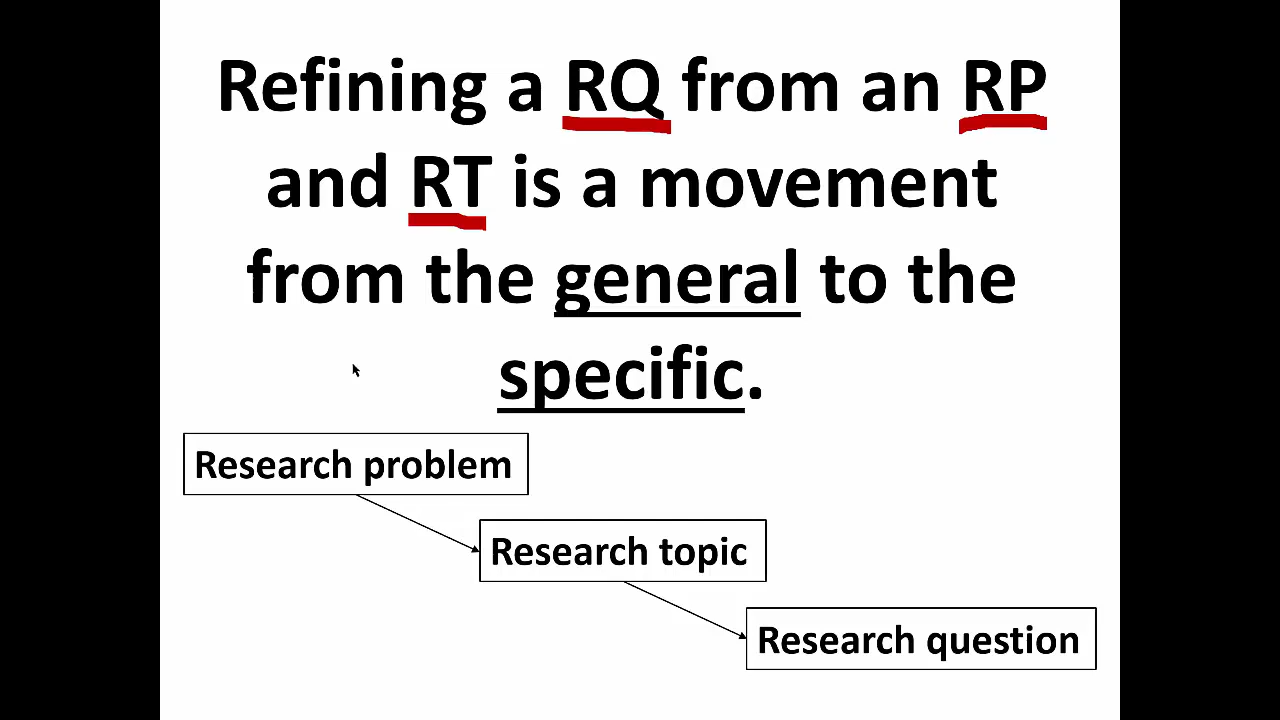 Refining a RQ from an RP
and RT is a movement
from the general to the
specific.
Research problem
Research topic
Research question